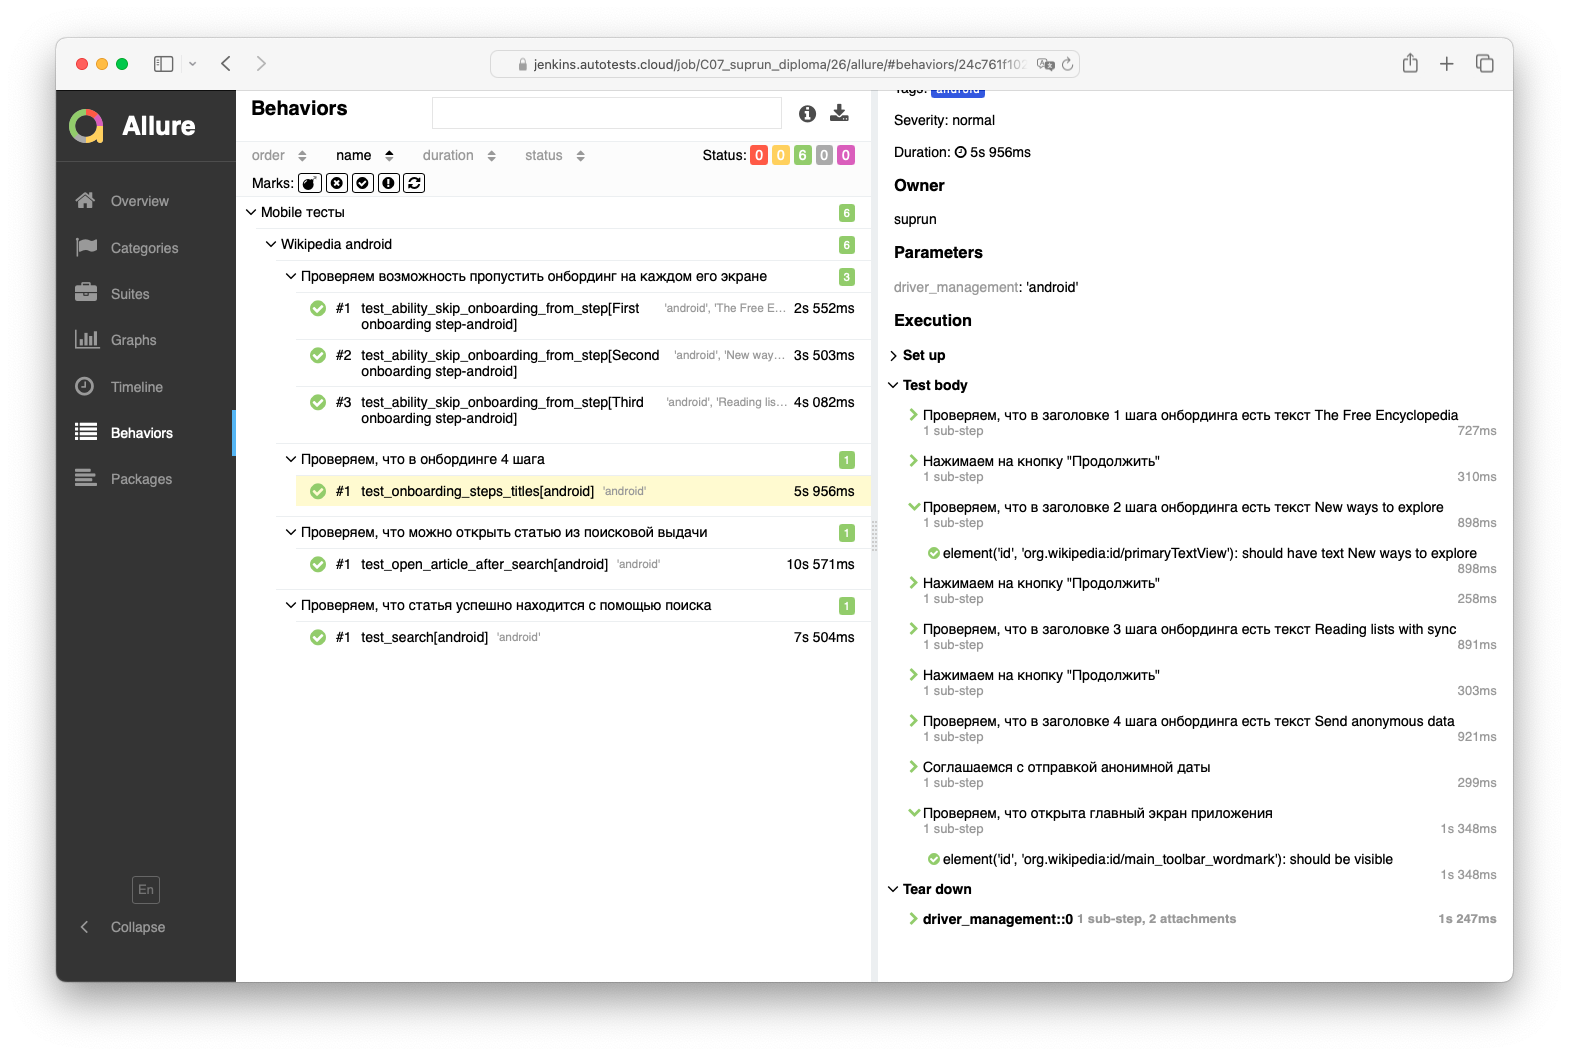 jenkins.autotests.cloud/job/C07_suprun_diploma/26/allure/#behaviors/24c761f102
Allure
Overview
Categories
Suites
Graphs
Timeline
Behaviors
Packages
En
Collapse
Behaviors
order name duration status Status: 0 0 6 0 0
Marks:
Mobile тесты 6
Wikipedia android 6
Проверяем возможность пропустить онбординг на каждом его экране 3
#1 test_ability_skip_onboarding_from_step[First 'android', 'The Free E... 2s 552ms
onboarding step-android]
#2 test_ability_skip_onboarding_from_step[Second 'android', 'New way... 3s 503ms
onboarding step-android]
#3 test_ability_skip_onboarding_from_step[Third 'android', 'Reading lis... 4s 082ms
onboarding step-android]
Проверяем, что в онбординге 4 шага 1
#1 test_onboarding_steps_titles[android] 'android' 5s 956ms
Проверяем, что можно открыть статью из поисковой выдачи 1
#1 test_open_article_after_search[android] 'android' 10s 571ms
Проверяем, что статья успешно находится с помощью поиска 1
#1 test_search[android] 'android' 7s 504ms
Tags: android
Severity: normal
Duration: 5s 956ms
Owner
suprun
Parameters
driver_management: 'android'
Execution
Set up
Test body
Проверяем, что в заголовке 1 шага онбординга есть текст The Free Encyclopedia
1 sub-step 727ms
Нажимаем на кнопку "Продолжить"
1 sub-step 310ms
Проверяем, что в заголовке 2 шага онбординга есть текст New ways to explore
1 sub-step 898ms
element('id', 'org.wikipedia:id/primaryTextView'): should have text New ways to explore
898ms
Нажимаем на кнопку "Продолжить"
1 sub-step 258ms
Проверяем, что в заголовке 3 шага онбординга есть текст Reading lists with sync
1 sub-step 891ms
Нажимаем на кнопку "Продолжить"
1 sub-step 303ms
Проверяем, что в заголовке 4 шага онбординга есть текст Send anonymous data
1 sub-step 921ms
Соглашаемся с отправкой анонимной даты
1 sub-step 299ms
Проверяем, что открыта главный экран приложения
1 sub-step 1s 348ms
element('id', 'org.wikipedia:id/main_toolbar_wordmark'): should be visible
1s 348ms
Tear down
driver_management::0 1 sub-step, 2 attachments 1s 247ms